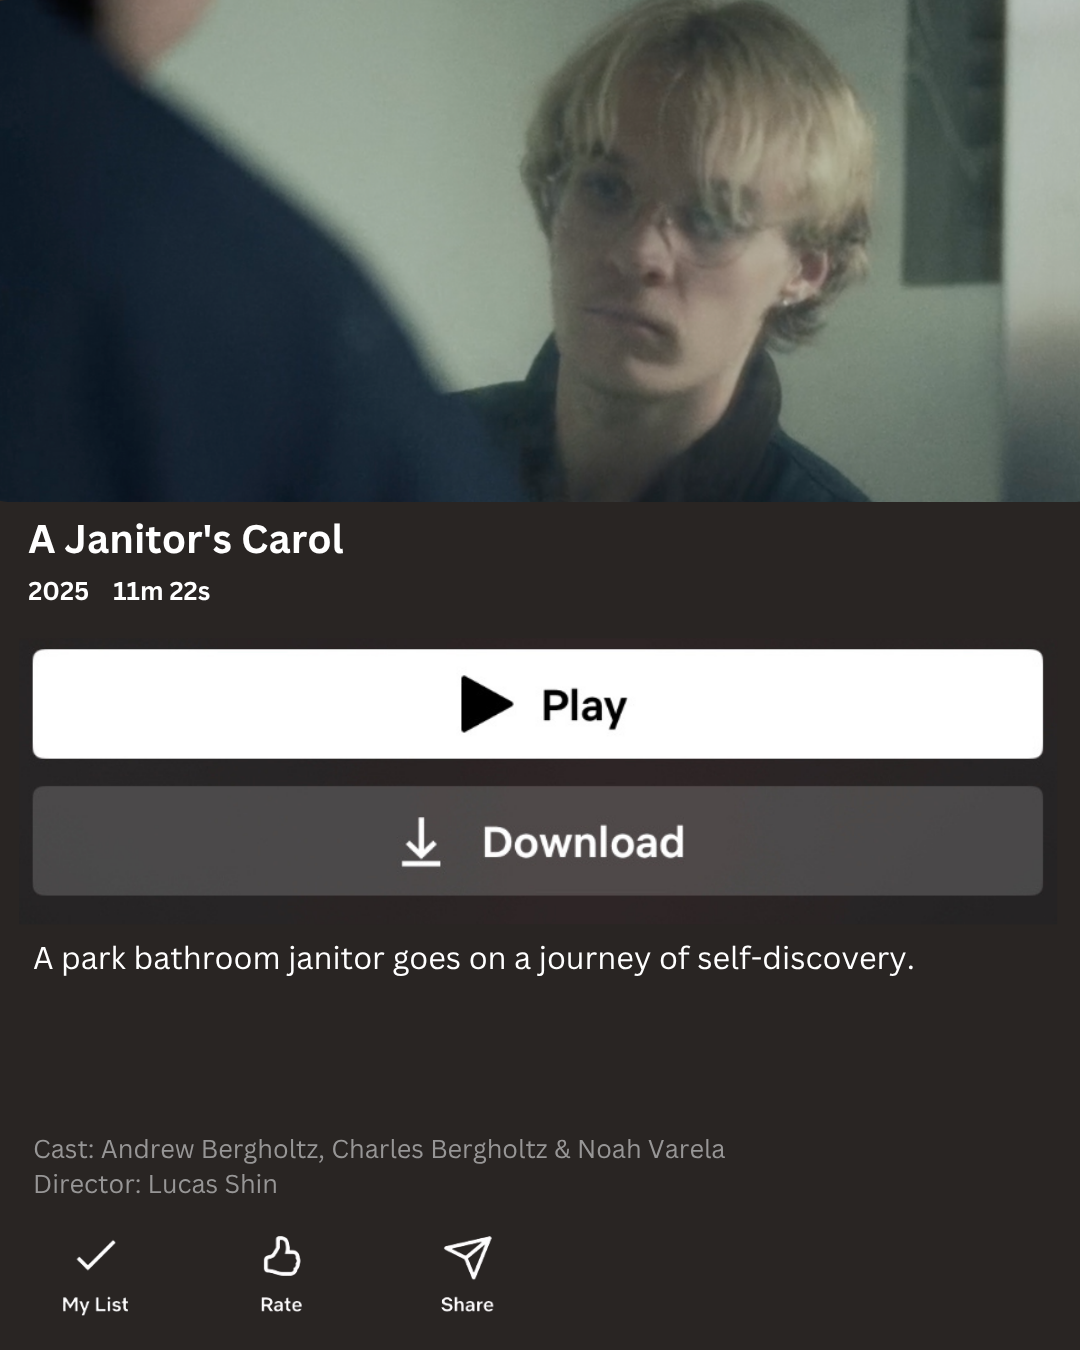 A Janitor's Carol
2025 11m 22s
Play
Download
A park bathroom janitor goes on a journey of self-discovery.
Cast: Andrew Bergholtz, Charles Bergholtz & Noah Varela
Director: Lucas Shin
My List Rate Share